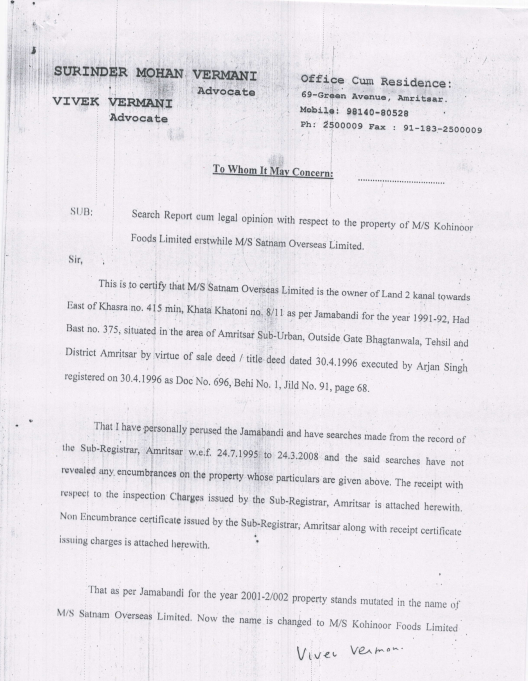 SURINDER MOHAN VERMANI
Advocate
VIVEK VERMANI
Advocate
Office Cum Residence:
69-Green Avenue, Amritsar.
Mobile: 98140-80528
Ph: 2500009 Fax : 91-183-2500009
To Whom It May Concern:
SUB: Search Report cum legal opinion with respect to the property of M/S Kohinoor
Foods Limited erstwhile M/S Satnam Overseas Limited.
Sir,
This is to certify that M/S Satnam Overseas Limited is the owner of Land 2 kanal towards
East of Khasra no. 415 min, Khata Khatoni no. 8/11 as per Jamabandi for the year 1991-92, Had
Bast no. 375, situated in the area of Amritsar Sub-Urban, Outside Gate Bhagtanwala, Tehsil and
District Amritsar by virtue of sale deed / title deed dated 30.4.1996 executed by Arjan Singh
registered on 30.4.1996 as Doc No. 696, Behi No. 1, Jild No. 91, page 68.
That I have personally perused the Jamabandi and have searches made from the record of
the Sub-Registrar, Amritsar w.e.f. 24.7.1995 to 24.3.2008 and the said searches have not
revealed any encumbrances on the property whose particulars are given above. The receipt with
respect to the inspection Charges issued by the Sub-Registrar, Amritsar is attached herewith.
Non Encumbrance certificate issued by the Sub-Registrar, Amritsar along with receipt certificate
issuing charges is attached herewith.
That as per Jamabandi for the year 2001-2/002 property stands mutated in the name of
M/S Satnam Overseas Limited. Now the name is changed to M/S Kohinoor Foods Limited
Vivek Verman